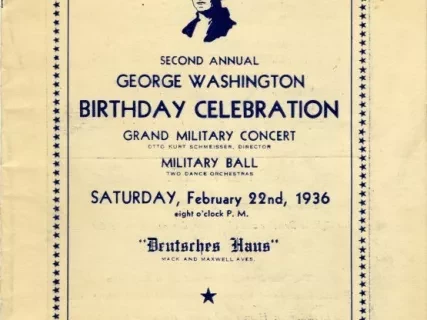 SECOND ANNUAL
GEORGE WASHINGTON
BIRTHDAY CELEBRATION
GRAND MILITARY CONCERT
OTTO KURT SCHMEISSER, DIRECTOR
MILITARY BALL
TWO DANCE ORCHESTRAS
SATURDAY, February 22nd, 1936
eight o'clock P. M.
"Deutsches Haus"
MACK AND MAXWELL AVES.